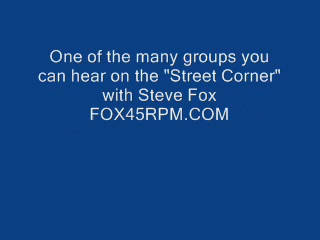 One of the many groups you
can hear on the "Street Corner"
with Steve Fox
FOX45RPM.COM